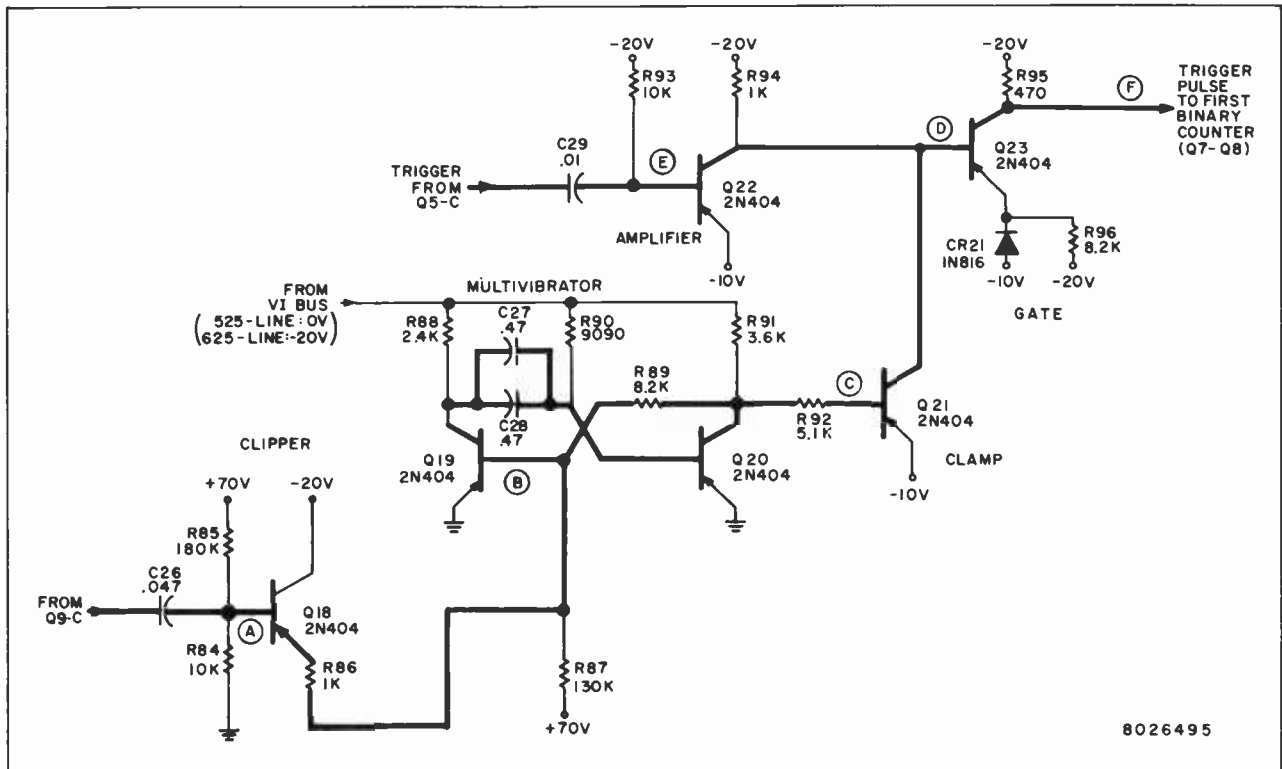 -20V
R93
10K
-20V
R94
1K
-20V
R95
470
F
TRIGGER
PULSE
TO FIRST
BINARY
COUNTER
(Q7-Q8)
D
Q23
2N404
C29
.01
E
TRIGGER
FROM
Q5-C
Q22
2N404
AMPLIFIER
-10V
CR21
1N816
R96
8.2K
-10V
-20V
GATE
FROM
VI BUS
(525-LINE:0V)
(625-LINE:-20V)
MULTIVIBRATOR
R88
2.4K
C27
.47
R90
9090
R91
3.6K
C28
.47
R89
8.2K
R92
5.1K
C
Q21
2N404
CLAMP
-10V
Q19
2N404
B
Q20
2N404
CLIPPER
+70V
-20V
R85
180K
C26
.047
FROM
Q9-C
A
Q18
2N404
R84
10K
R86
1K
R87
130K
+70V
8026495